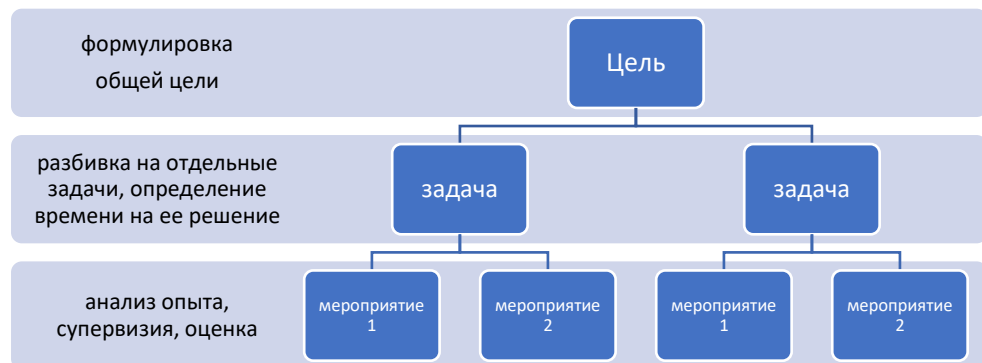 формулировка
общей цели
Цель
разбивка на отдельные
задачи, определение
времени на ее решение
задача
задача
анализ опыта,
супервизия, оценка
мероприятие
1
мероприятие
2
мероприятие
1
мероприятие
2